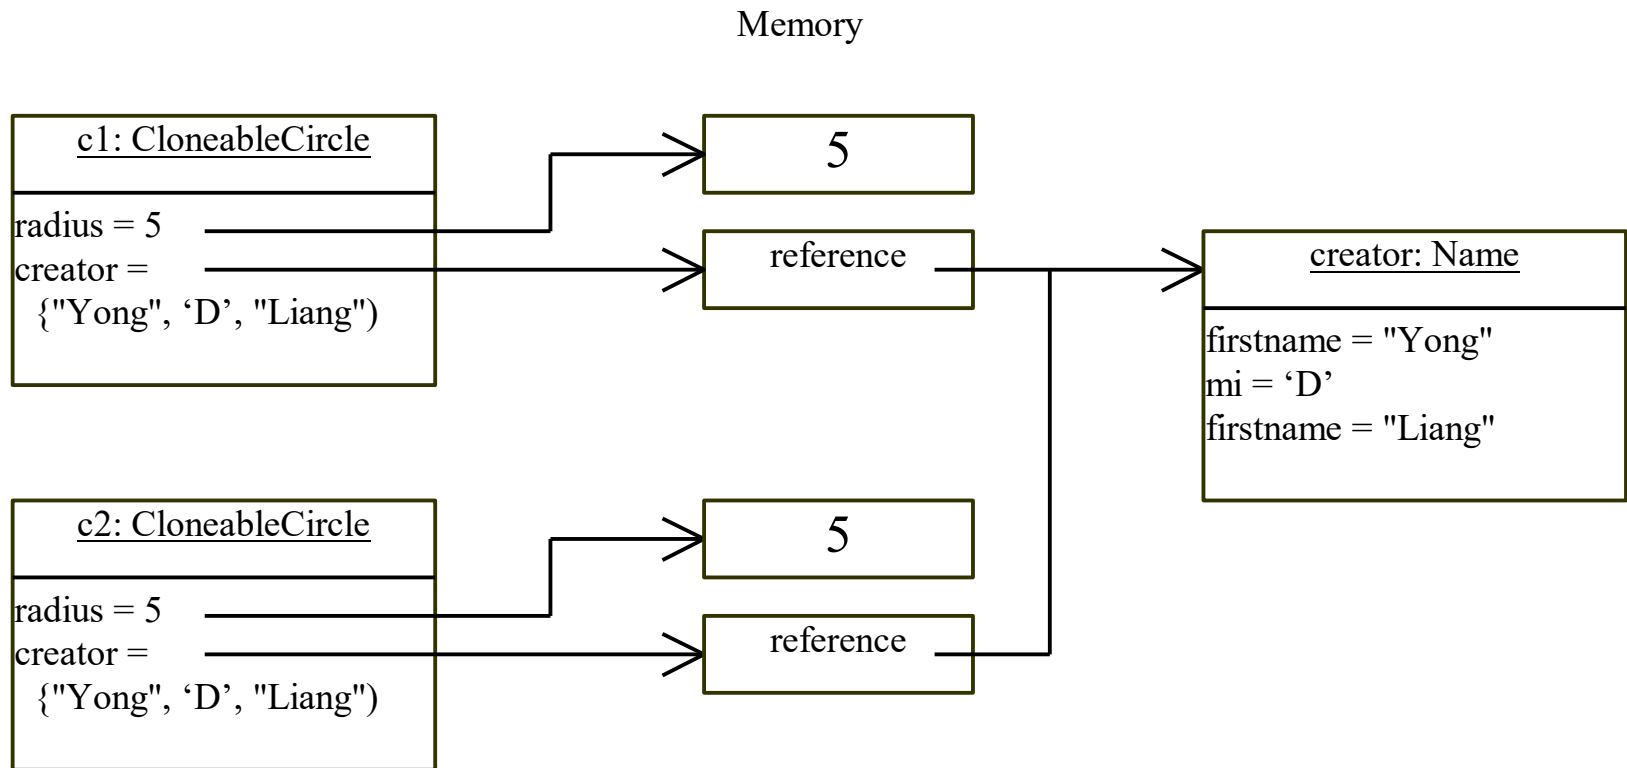 Memory
c1: CloneableCircle
radius = 5
creator =
{"Yong", ‘D’, "Liang")
5
reference
creator: Name
firstname = "Yong"
mi = ‘D’
firstname = "Liang"
c2: CloneableCircle
radius = 5
creator =
{"Yong", ‘D’, "Liang")
5
reference